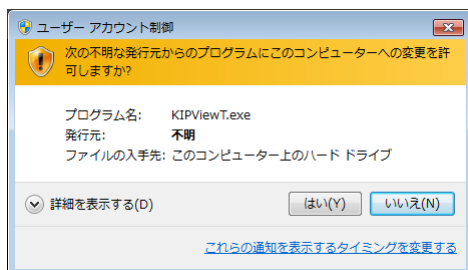 ユーザー アカウント制御
次の不明な発行元からのプログラムにこのコンピューターへの変更を許
可しますか?
プログラム名: KIPViewT.exe
発行元: 不明
ファイルの入手先: このコンピューター上のハード ドライブ
詳細を表示する(D) はい(Y) いいえ(N)
これらの通知を表示するタイミングを変更する